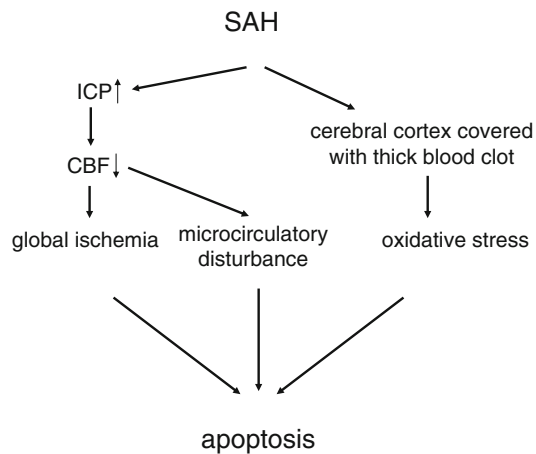 SAH
ICP↑
cerebral cortex covered
with thick blood clot
CBF↓
global ischemia
microcirculatory
disturbance
oxidative stress
apoptosis